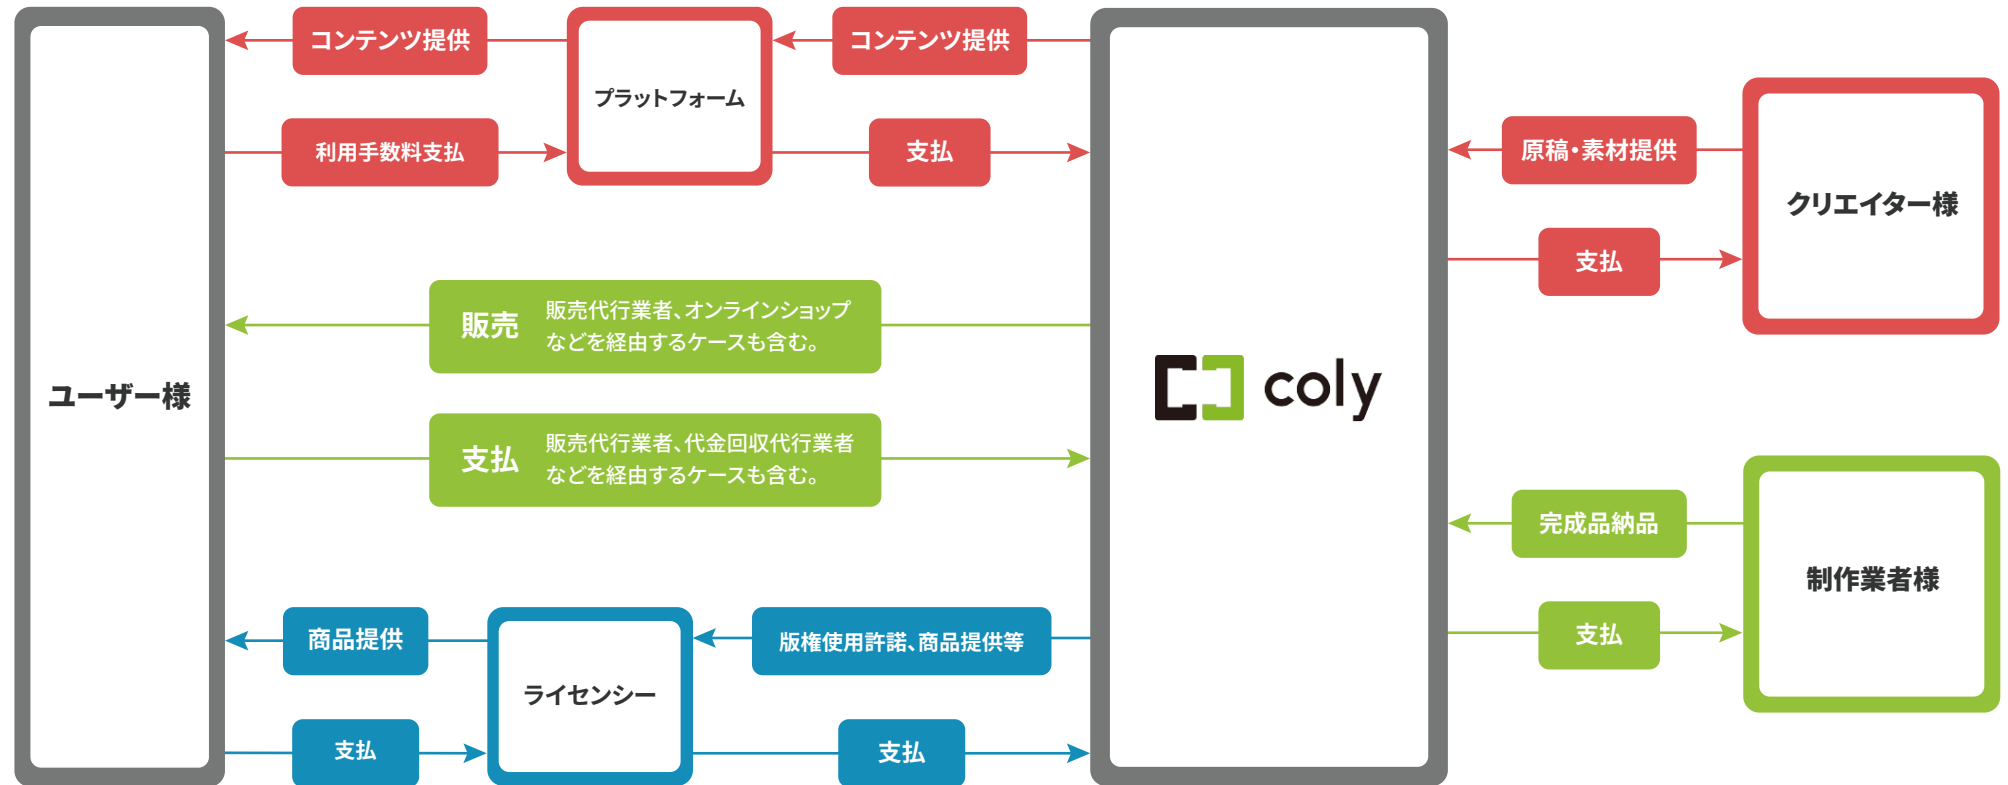 コンテンツ提供
コンテンツ提供
プラットフォーム
利用手数料支払
支払
原稿・素材提供
クリエイター様
支払
販売
販売代行業者、オンラインショップ
などを経由するケースも含む。
ユーザー様
coly
支払
販売代行業者、代金回収代行業者
などを経由するケースも含む。
完成品納品
制作業者様
支払
商品提供
版権使用許諾、商品提供等
ライセンシー
支払
支払